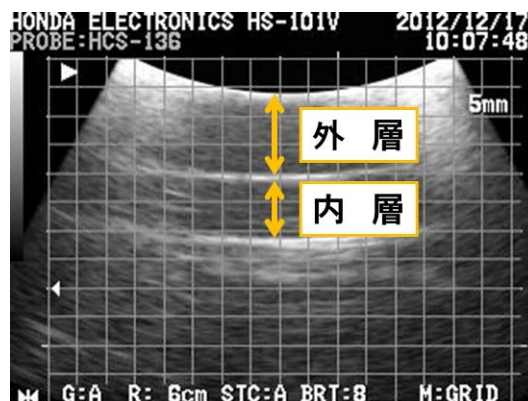 HONDA ELECTRONICS HS-101V 2012/12/17
PROBE:HCS-136 10:07:48
5mm
外 層
内 層
G:A R: 6cm STC:A BRT:8 M:GRID